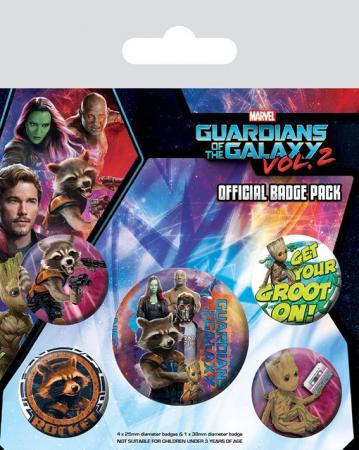 MARVEL
GUARDIANS
OF THE GALAXY
VOL. 2
OFFICIAL BADGE PACK
GET
YOUR
GROOT
ON!
GUARDIANS
OF THE
GALAXY
ROCKET
4 x 25mm diameter badges & 1 x 38mm diameter badge
NOT SUITABLE FOR CHILDREN UNDER 3 YEARS OF AGE